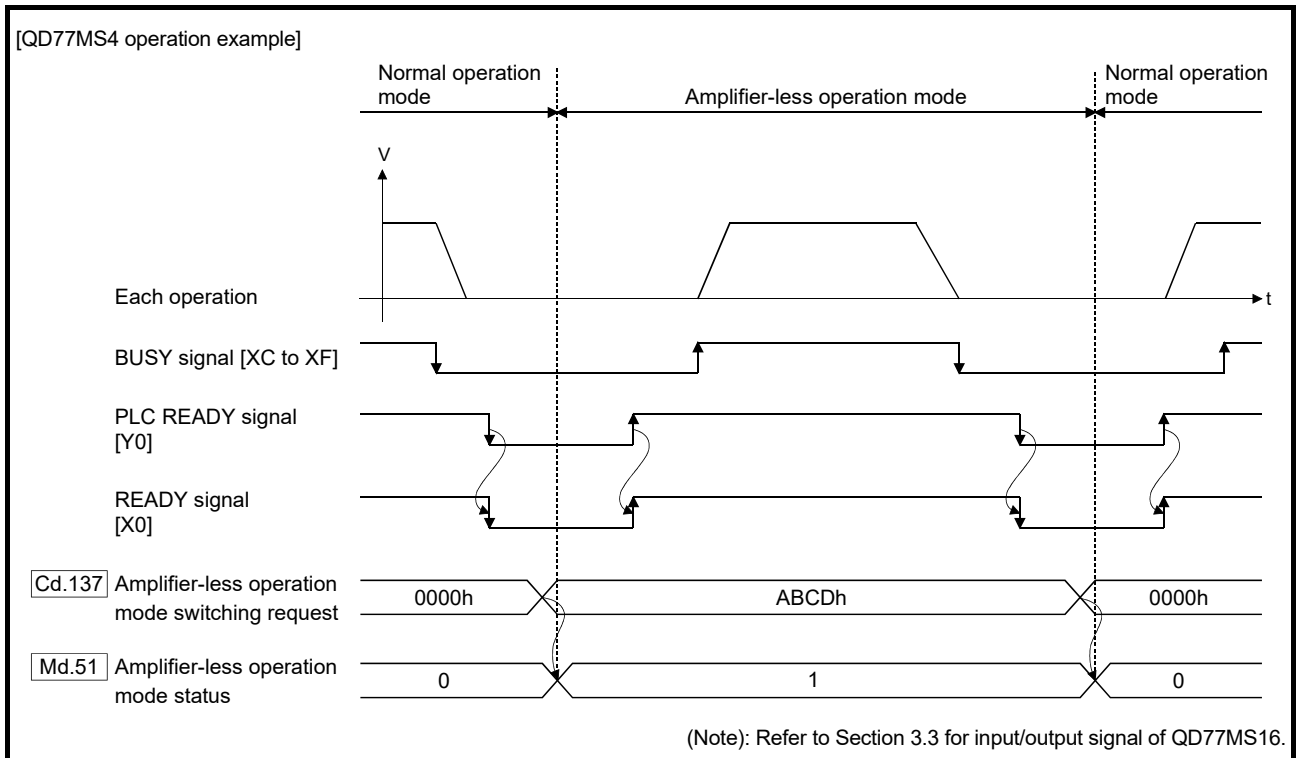 [QD77MS4 operation example]
Normal operation
mode
Amplifier-less operation mode
Normal operation
mode
V
Each operation
t
BUSY signal [XC to XF]
PLC READY signal
[Y0]
READY signal
[X0]
Cd.137 Amplifier-less operation
mode switching request
0000h
ABCDh
0000h
Md.51 Amplifier-less operation
mode status
0
1
0
(Note): Refer to Section 3.3 for input/output signal of QD77MS16.